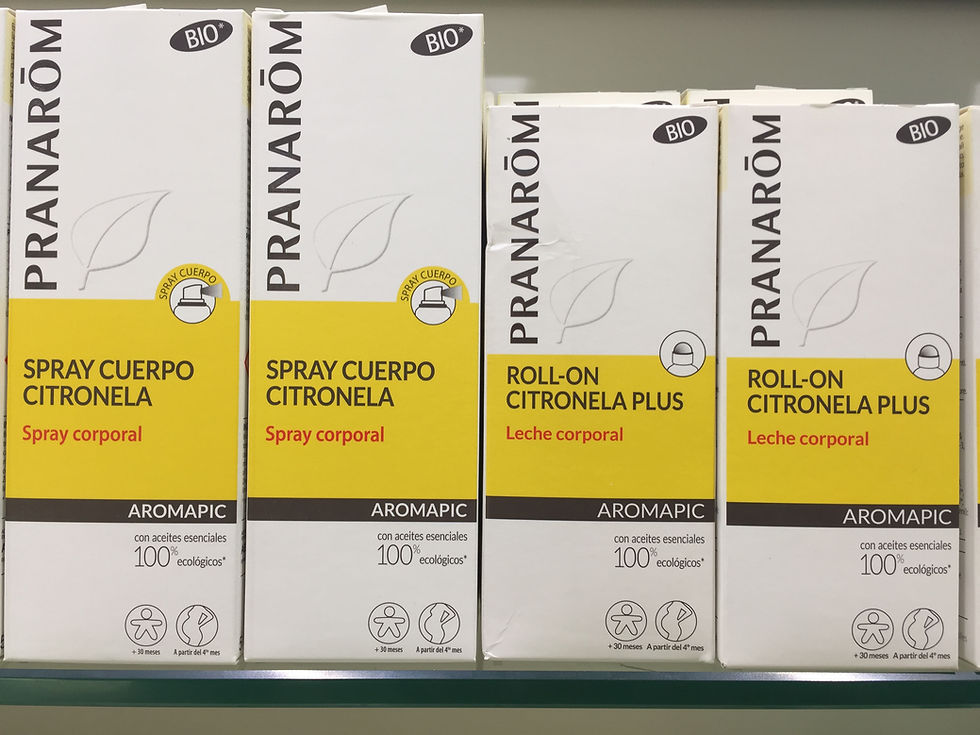 PRANARŌM
BIO*
SPRAY CUERPO
SPRAY CUERPO
CITRONELA
Spray corporal
AROMAPIC
con aceites esenciales
100% ecológicos*
+ 30 meses
A partir del 4º mes
PRANARŌM
BIO*
SPRAY CUERPO
SPRAY CUERPO
CITRONELA
Spray corporal
AROMAPIC
con aceites esenciales
100% ecológicos*
+ 30 meses
A partir del 4º mes
PRANARŌM
BIO
ROLL-ON
CITRONELA PLUS
Leche corporal
AROMAPIC
con aceites esenciales
100% ecológicos*
+ 30 meses
A partir del 4º mes
PRANARŌM
BIO
ROLL-ON
CITRONELA PLUS
Leche corporal
AROMAPIC
con aceites esenciales
100% ecológicos*
+ 30 meses
A partir del 4º mes